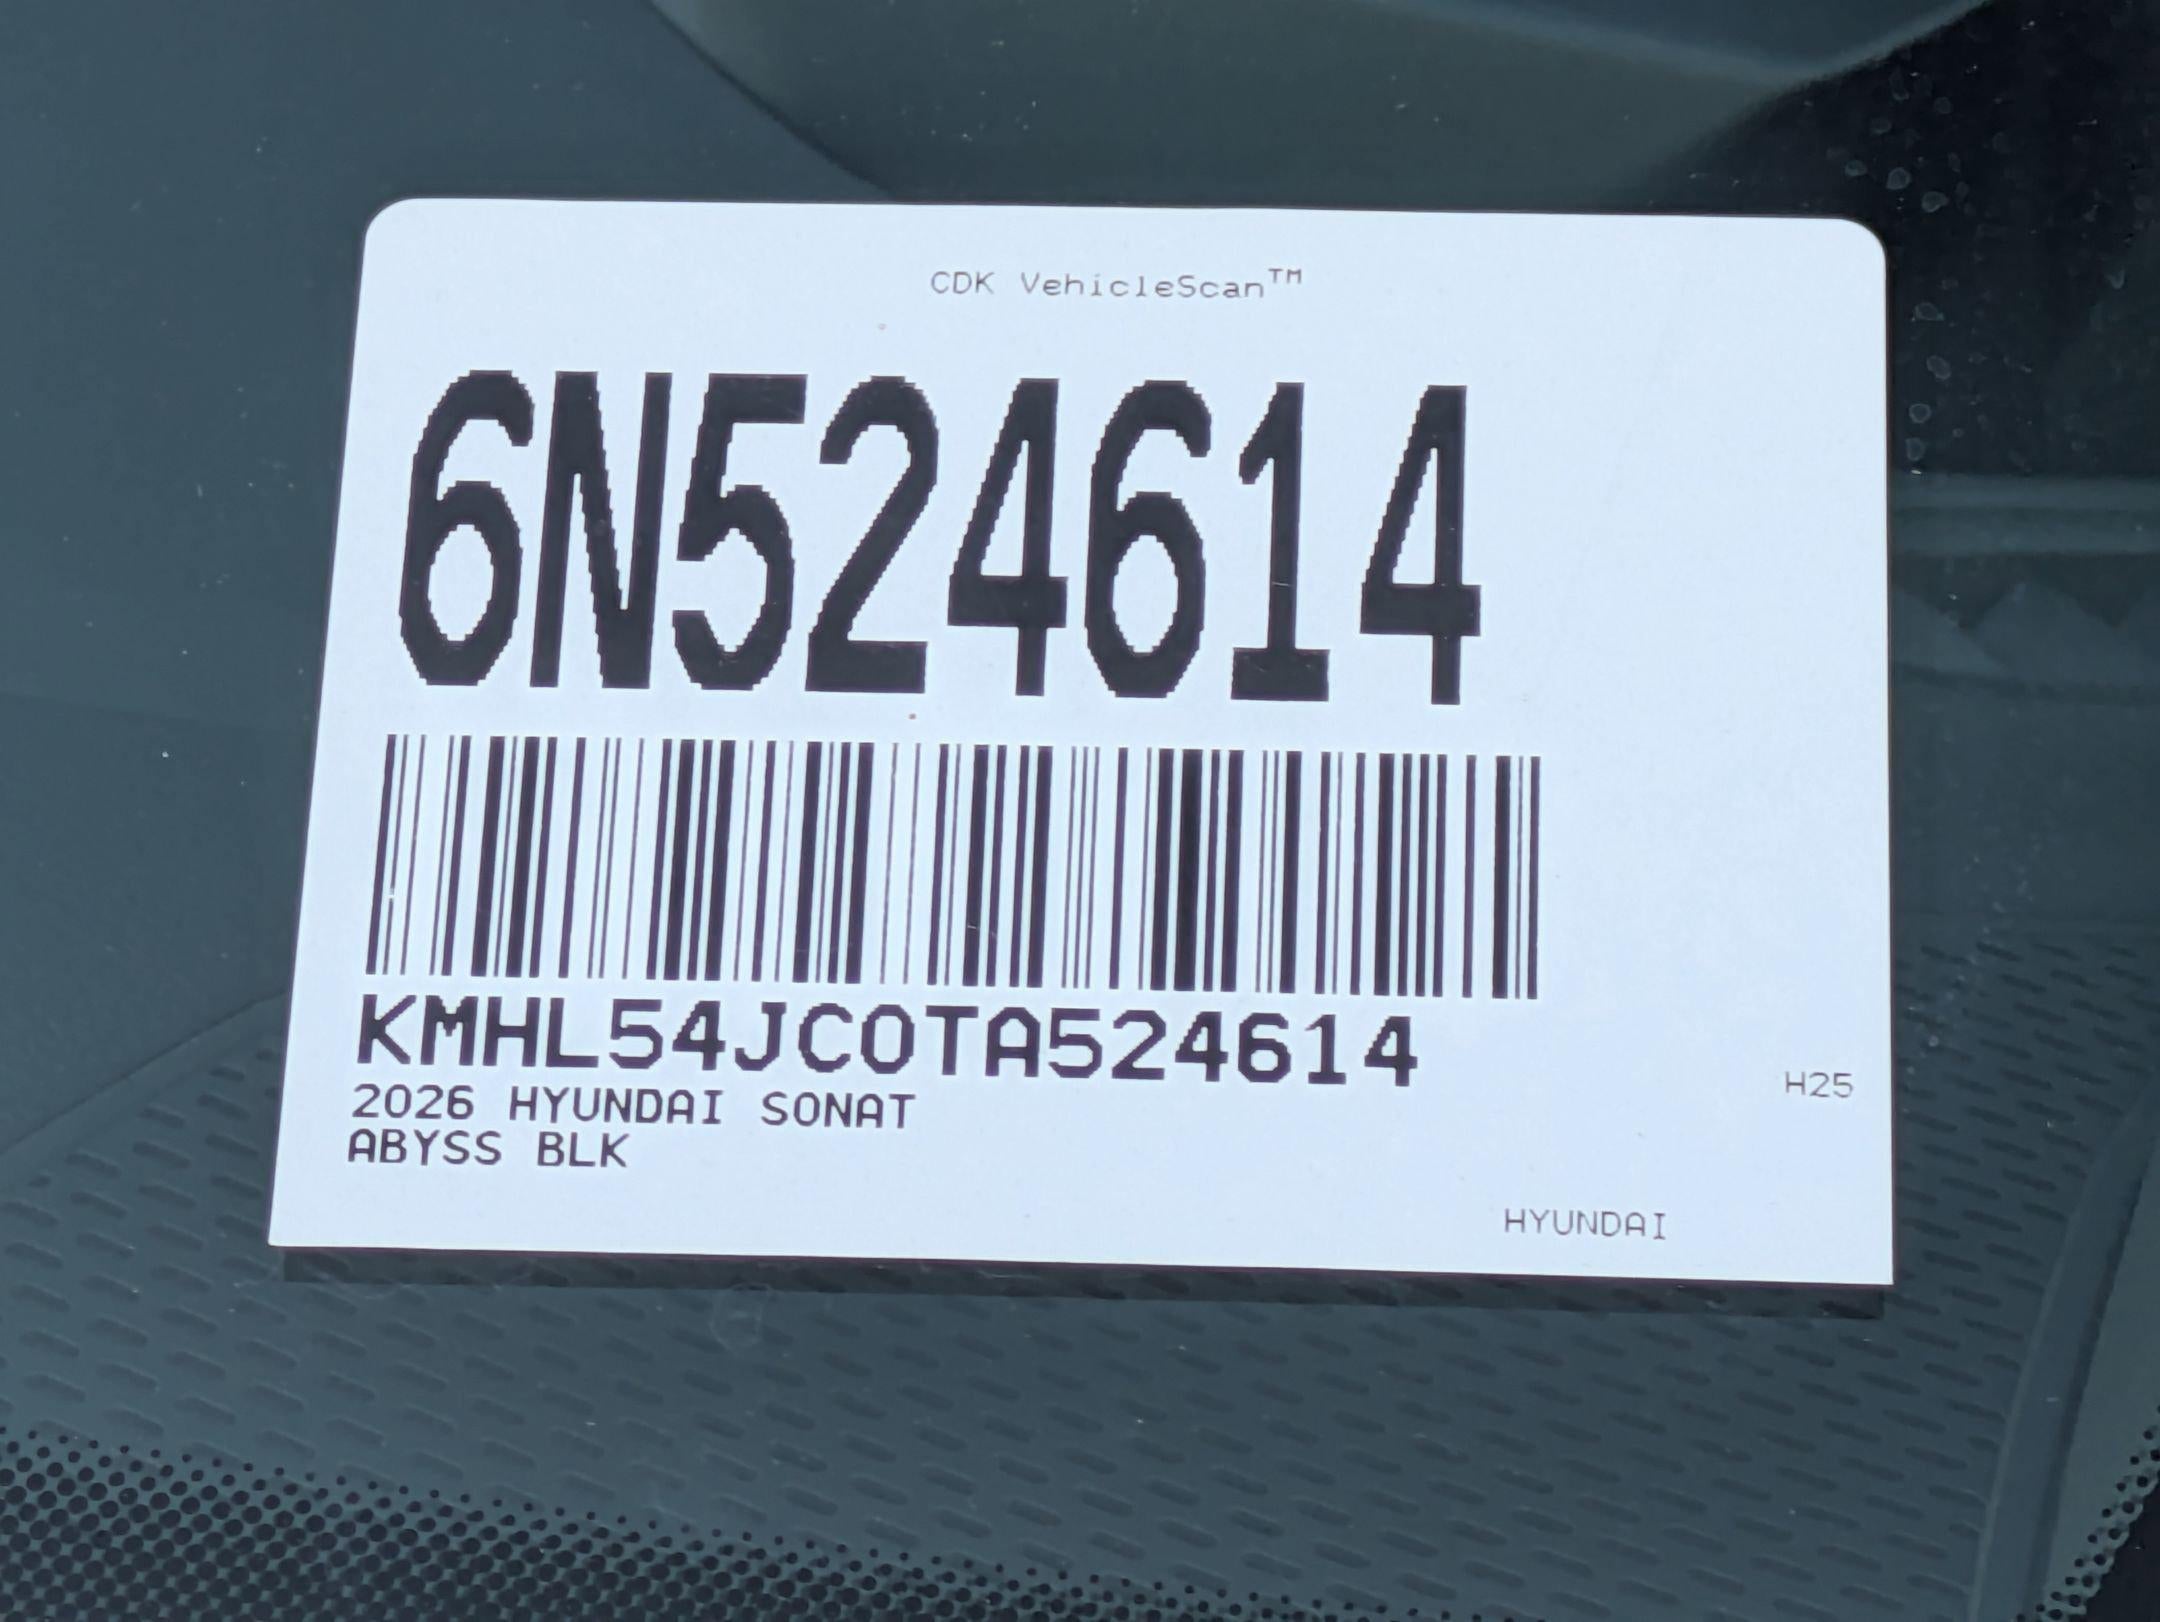 CDK VehicleScan™
6N524614
KMHL54JC0TA524614
2026 HYUNDAI SONAT
H25
ABYSS BLK
HYUNDAI